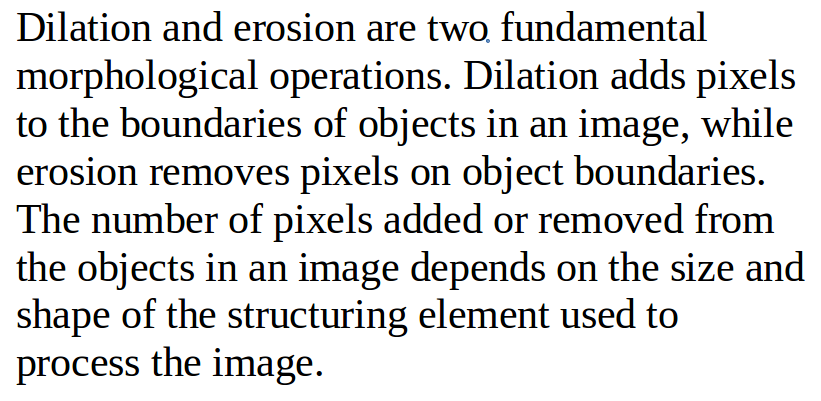 Dilation and erosion are two fundamental
morphological operations. Dilation adds pixels
to the boundaries of objects in an image, while
erosion removes pixels on object boundaries.
The number of pixels added or removed from
the objects in an image depends on the size and
shape of the structuring element used to
process the image.